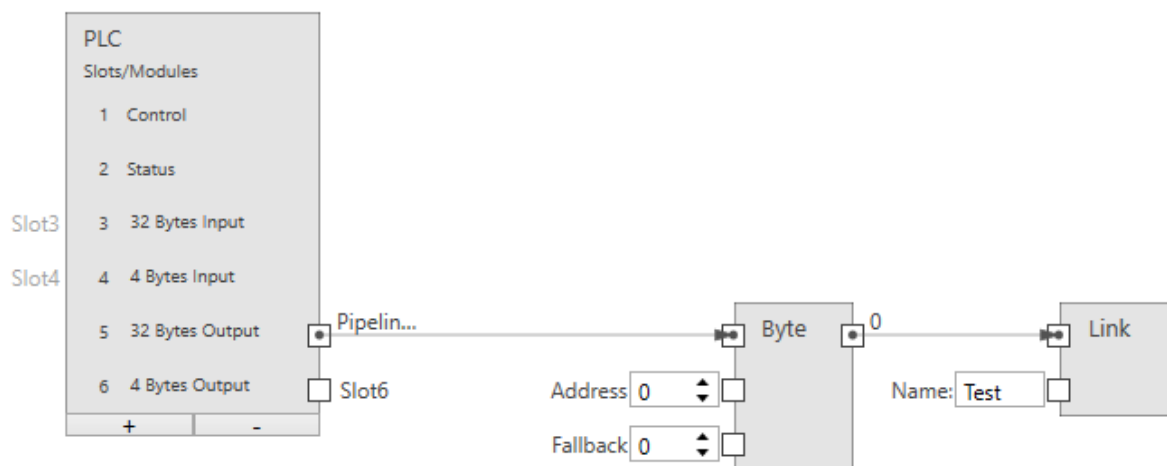 PLC
Slots/Modules
1 Control
2 Status
Slot3 3 32 Bytes Input
Slot4 4 4 Bytes Input
5 32 Bytes Output Pipelin... Byte 0 Link
6 4 Bytes Output Slot6 Address 0 Name: Test
+ -
Fallback 0